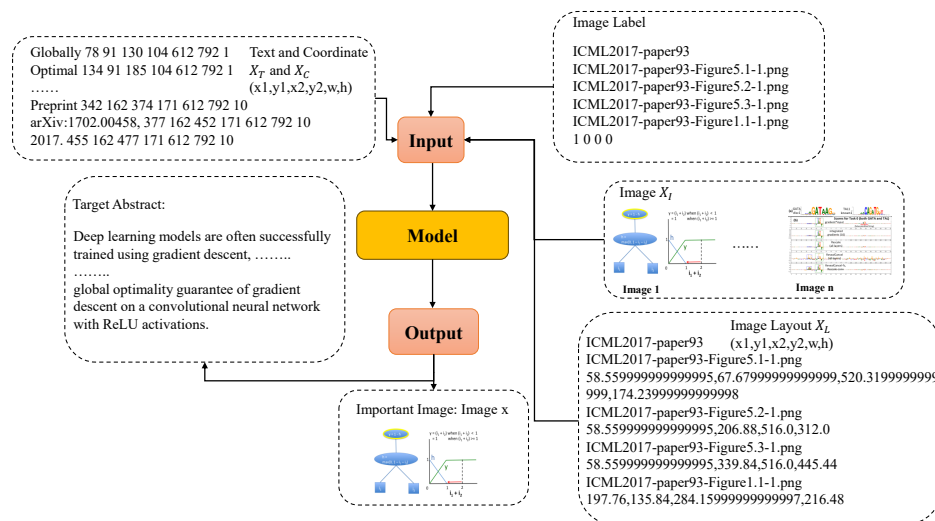 Globally 78 91 130 104 612 792 1
Optimal 134 91 185 104 612 792 1
……
Preprint 342 162 374 171 612 792 10
arXiv:1702.00458, 377 162 452 171 612 792 10
2017. 455 162 477 171 612 792 10
Text and Coordinate
X_T and X_C
(x1,y1,x2,y2,w,h)
Image Label
ICML2017-paper93
ICML2017-paper93-Figure5.1-1.png
ICML2017-paper93-Figure5.2-1.png
ICML2017-paper93-Figure5.3-1.png
ICML2017-paper93-Figure1.1-1.png
1 0 0 0
Input
Model
Output
Target Abstract:
Deep learning models are often successfully
trained using gradient descent, ……..
……..
global optimality guarantee of gradient
descent on a convolutional neural network
with ReLU activations.
Image X_I
……
Image 1
Image n
Important Image: Image x
Image Layout X_L
(x1,y1,x2,y2,w,h)
ICML2017-paper93
ICML2017-paper93-Figure5.1-1.png
58.559999999999995,67.67999999999999,520.3199999999
999,174.23999999999998
ICML2017-paper93-Figure5.2-1.png
58.559999999999995,206.88,516.0,312.0
ICML2017-paper93-Figure5.3-1.png
58.559999999999995,339.84,516.0,445.44
ICML2017-paper93-Figure1.1-1.png
197.76,135.84,284.15999999999997,216.48